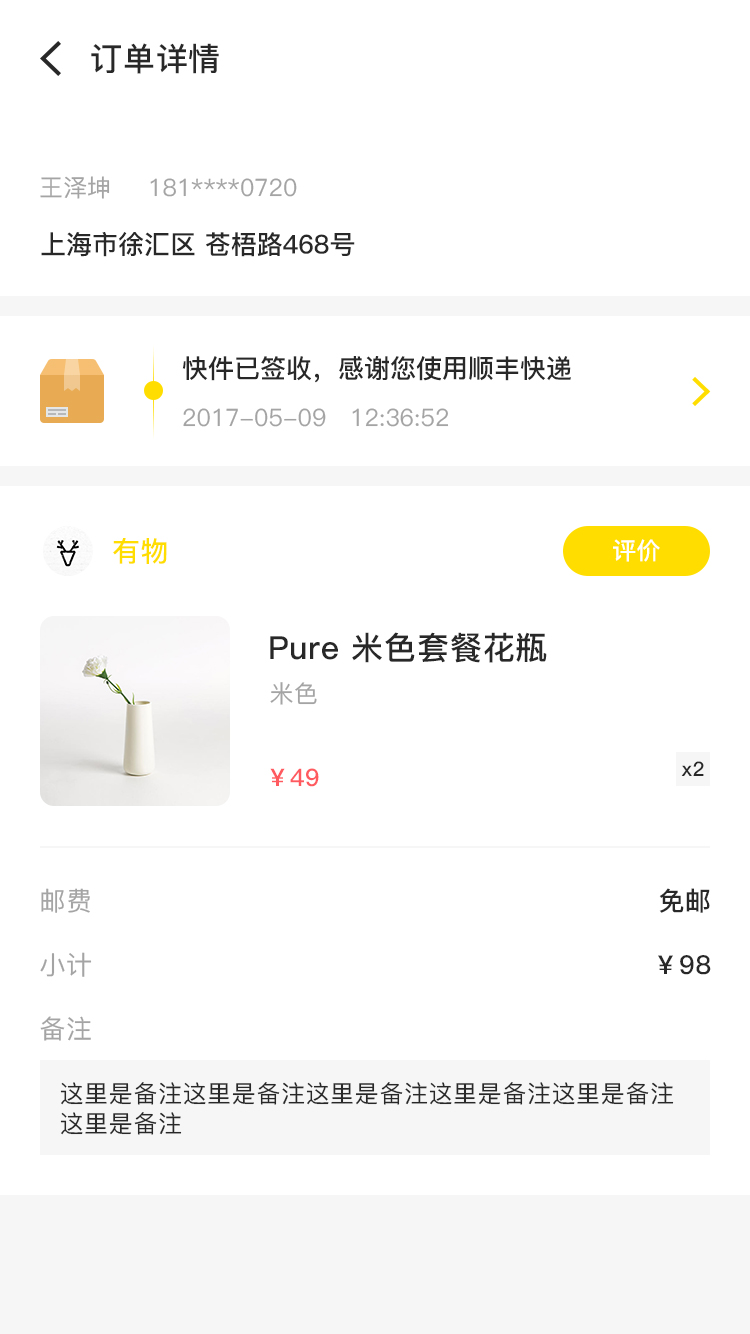 订单详情
王泽坤 181****0720
上海市徐汇区 苍梧路468号
快件已签收，感谢您使用顺丰快递
2017–05–09 12:36:52
有物 评价
Pure 米色套餐花瓶
米色
¥ 49 x2
邮费 免邮
小计 ¥ 98
备注
这里是备注这里是备注这里是备注这里是备注这里是备注
这里是备注